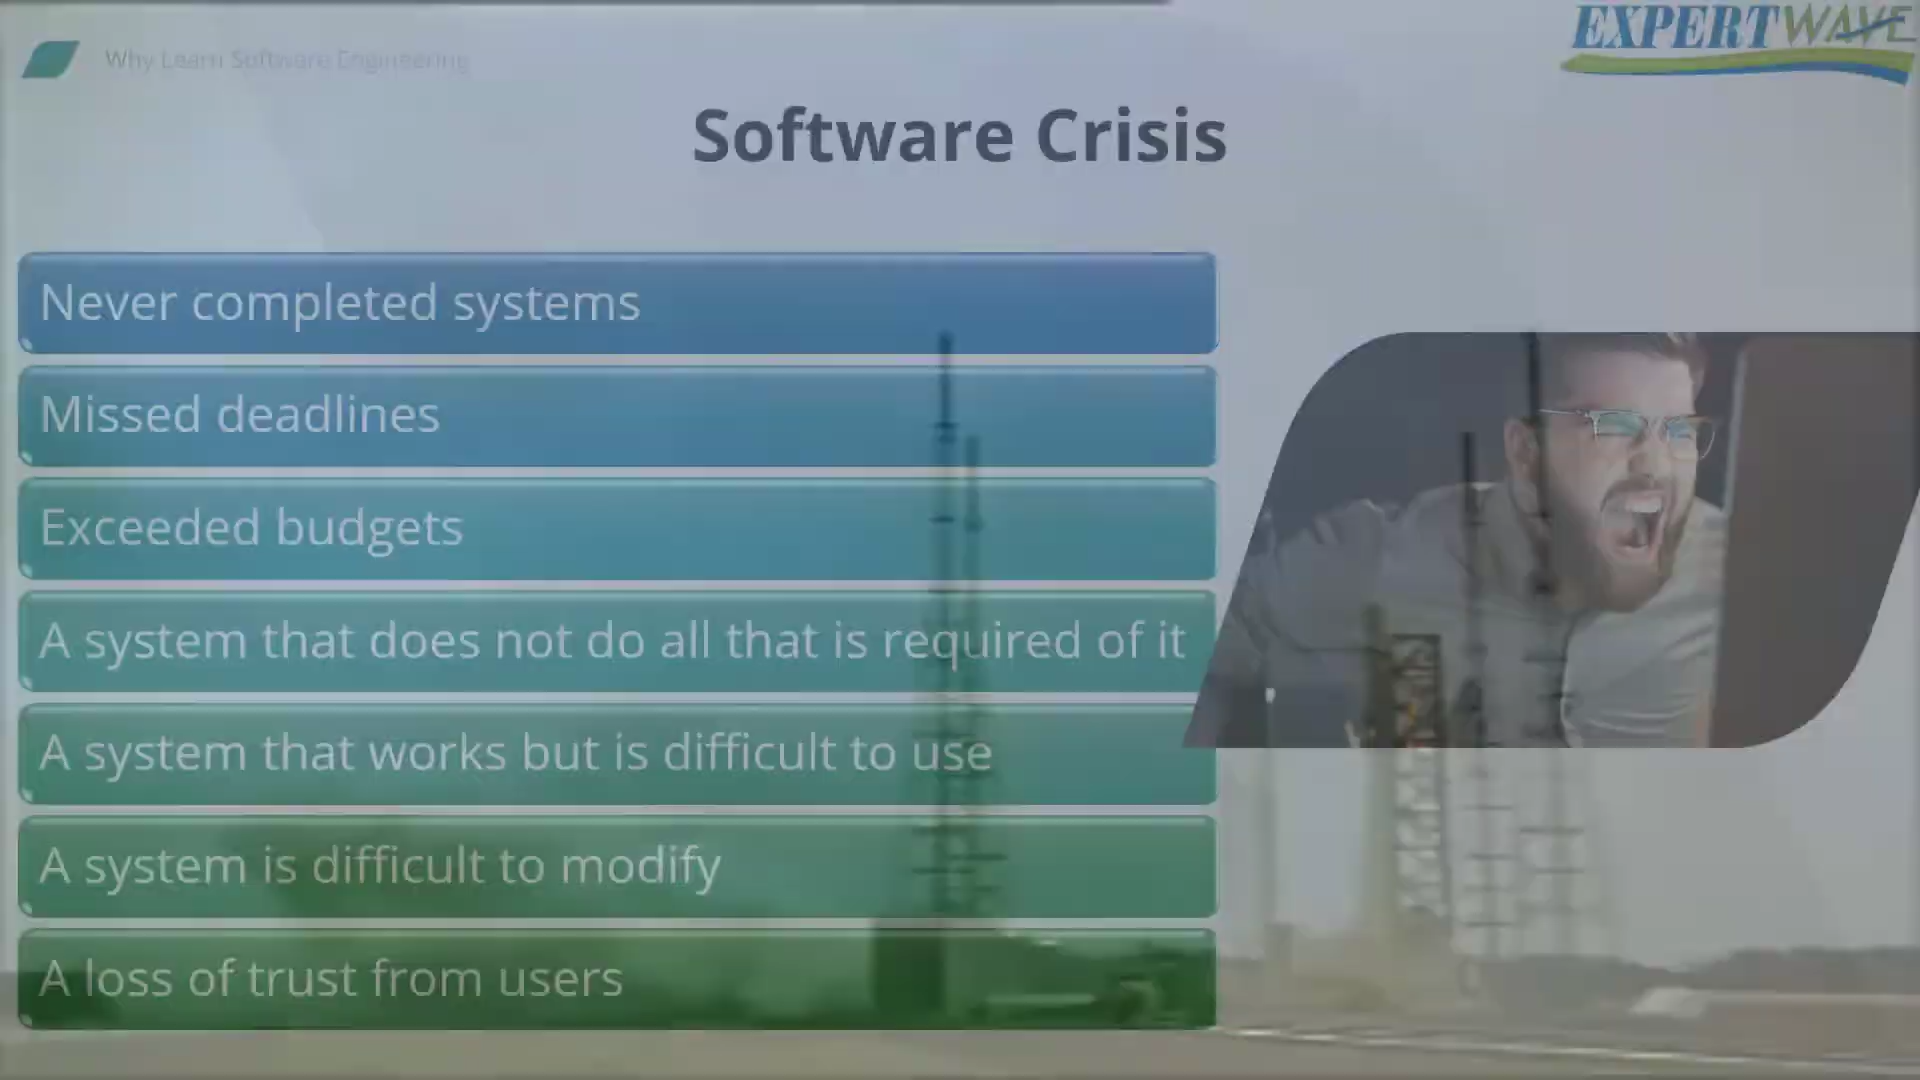 Why Learn Software Engineering
EXPERTWAVE
Software Crisis
Never completed systems
Missed deadlines
Exceeded budgets
A system that does not do all that is required of it
A system that works but is difficult to use
A system is difficult to modify
A loss of trust from users